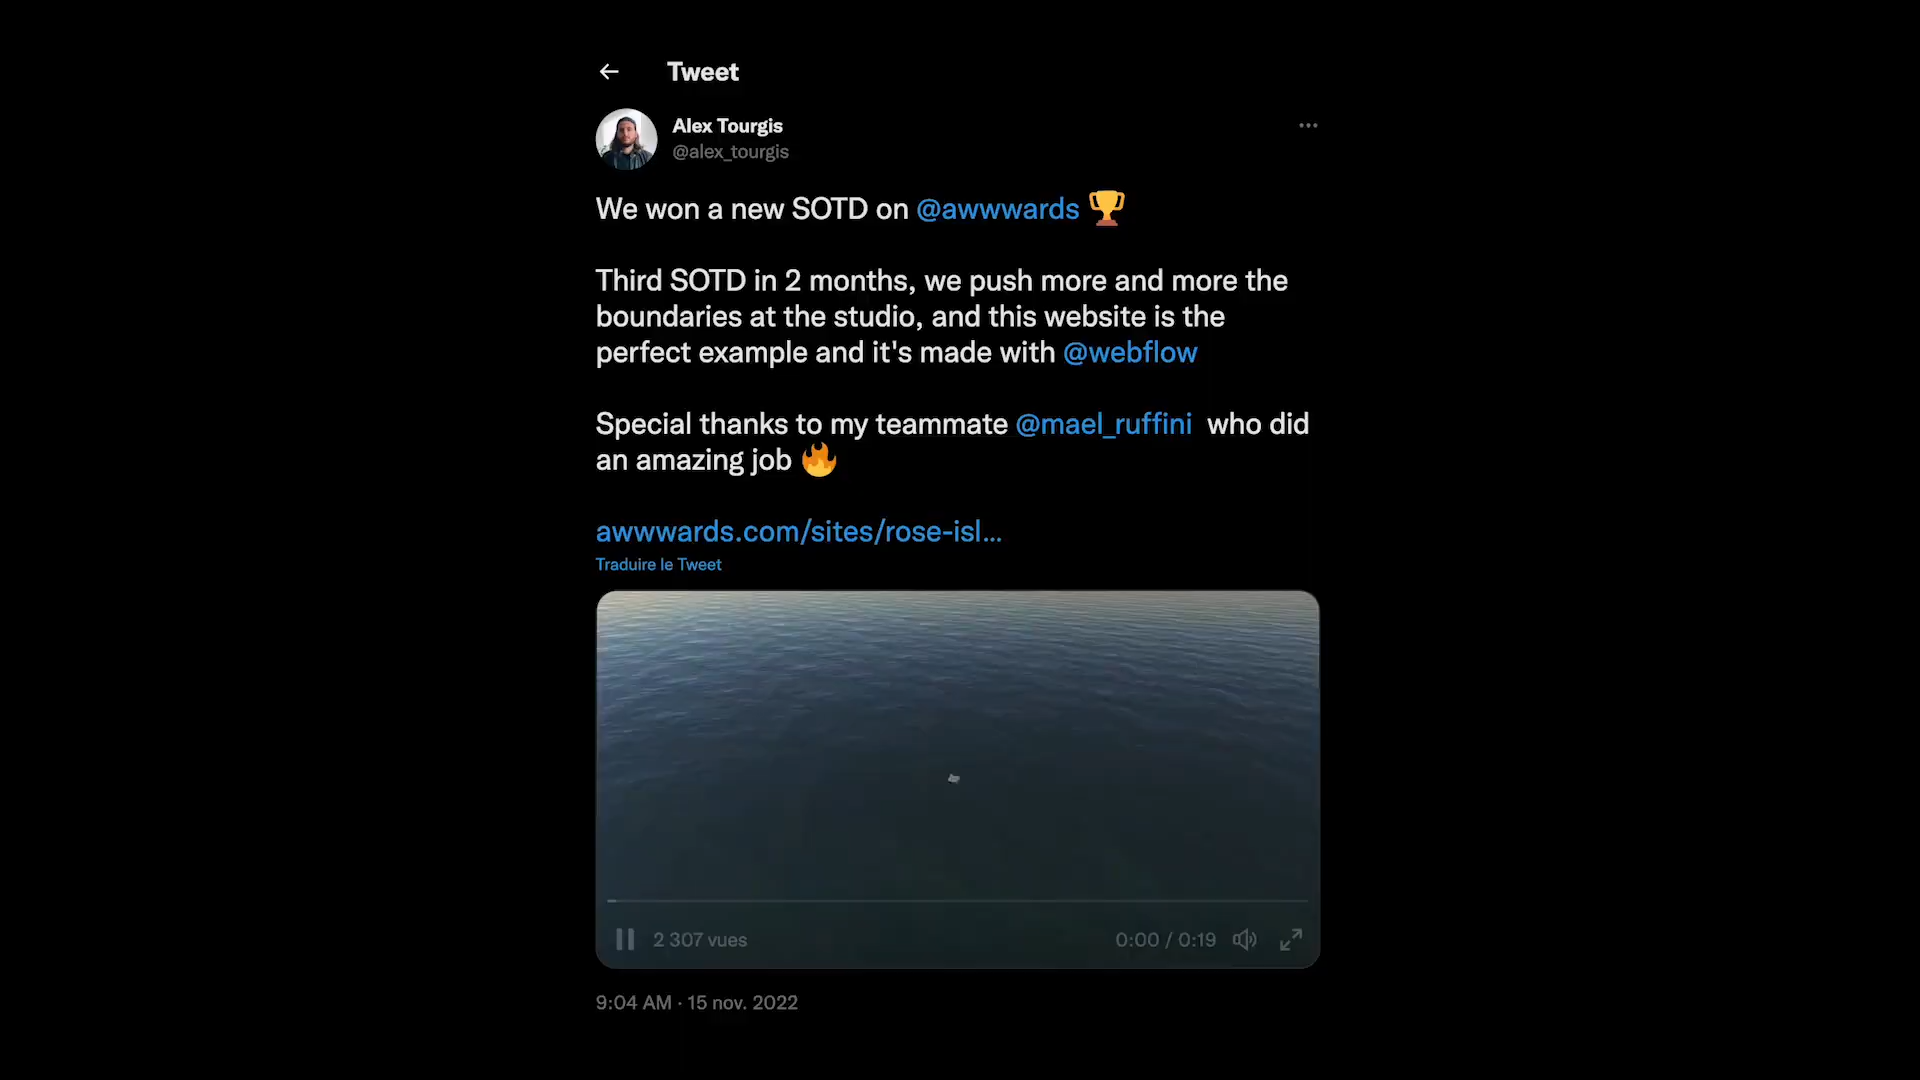 Tweet
Alex Tourgis
@alex_tourgis
We won a new SOTD on @awwwards 🏆
Third SOTD in 2 months, we push more and more the
boundaries at the studio, and this website is the
perfect example and it's made with @webflow
Special thanks to my teammate @mael_ruffini who did
an amazing job 🔥
awwwards.com/sites/rose-isl...
Traduire le Tweet
2 307 vues
0:00 / 0:19
9:04 AM · 15 nov. 2022